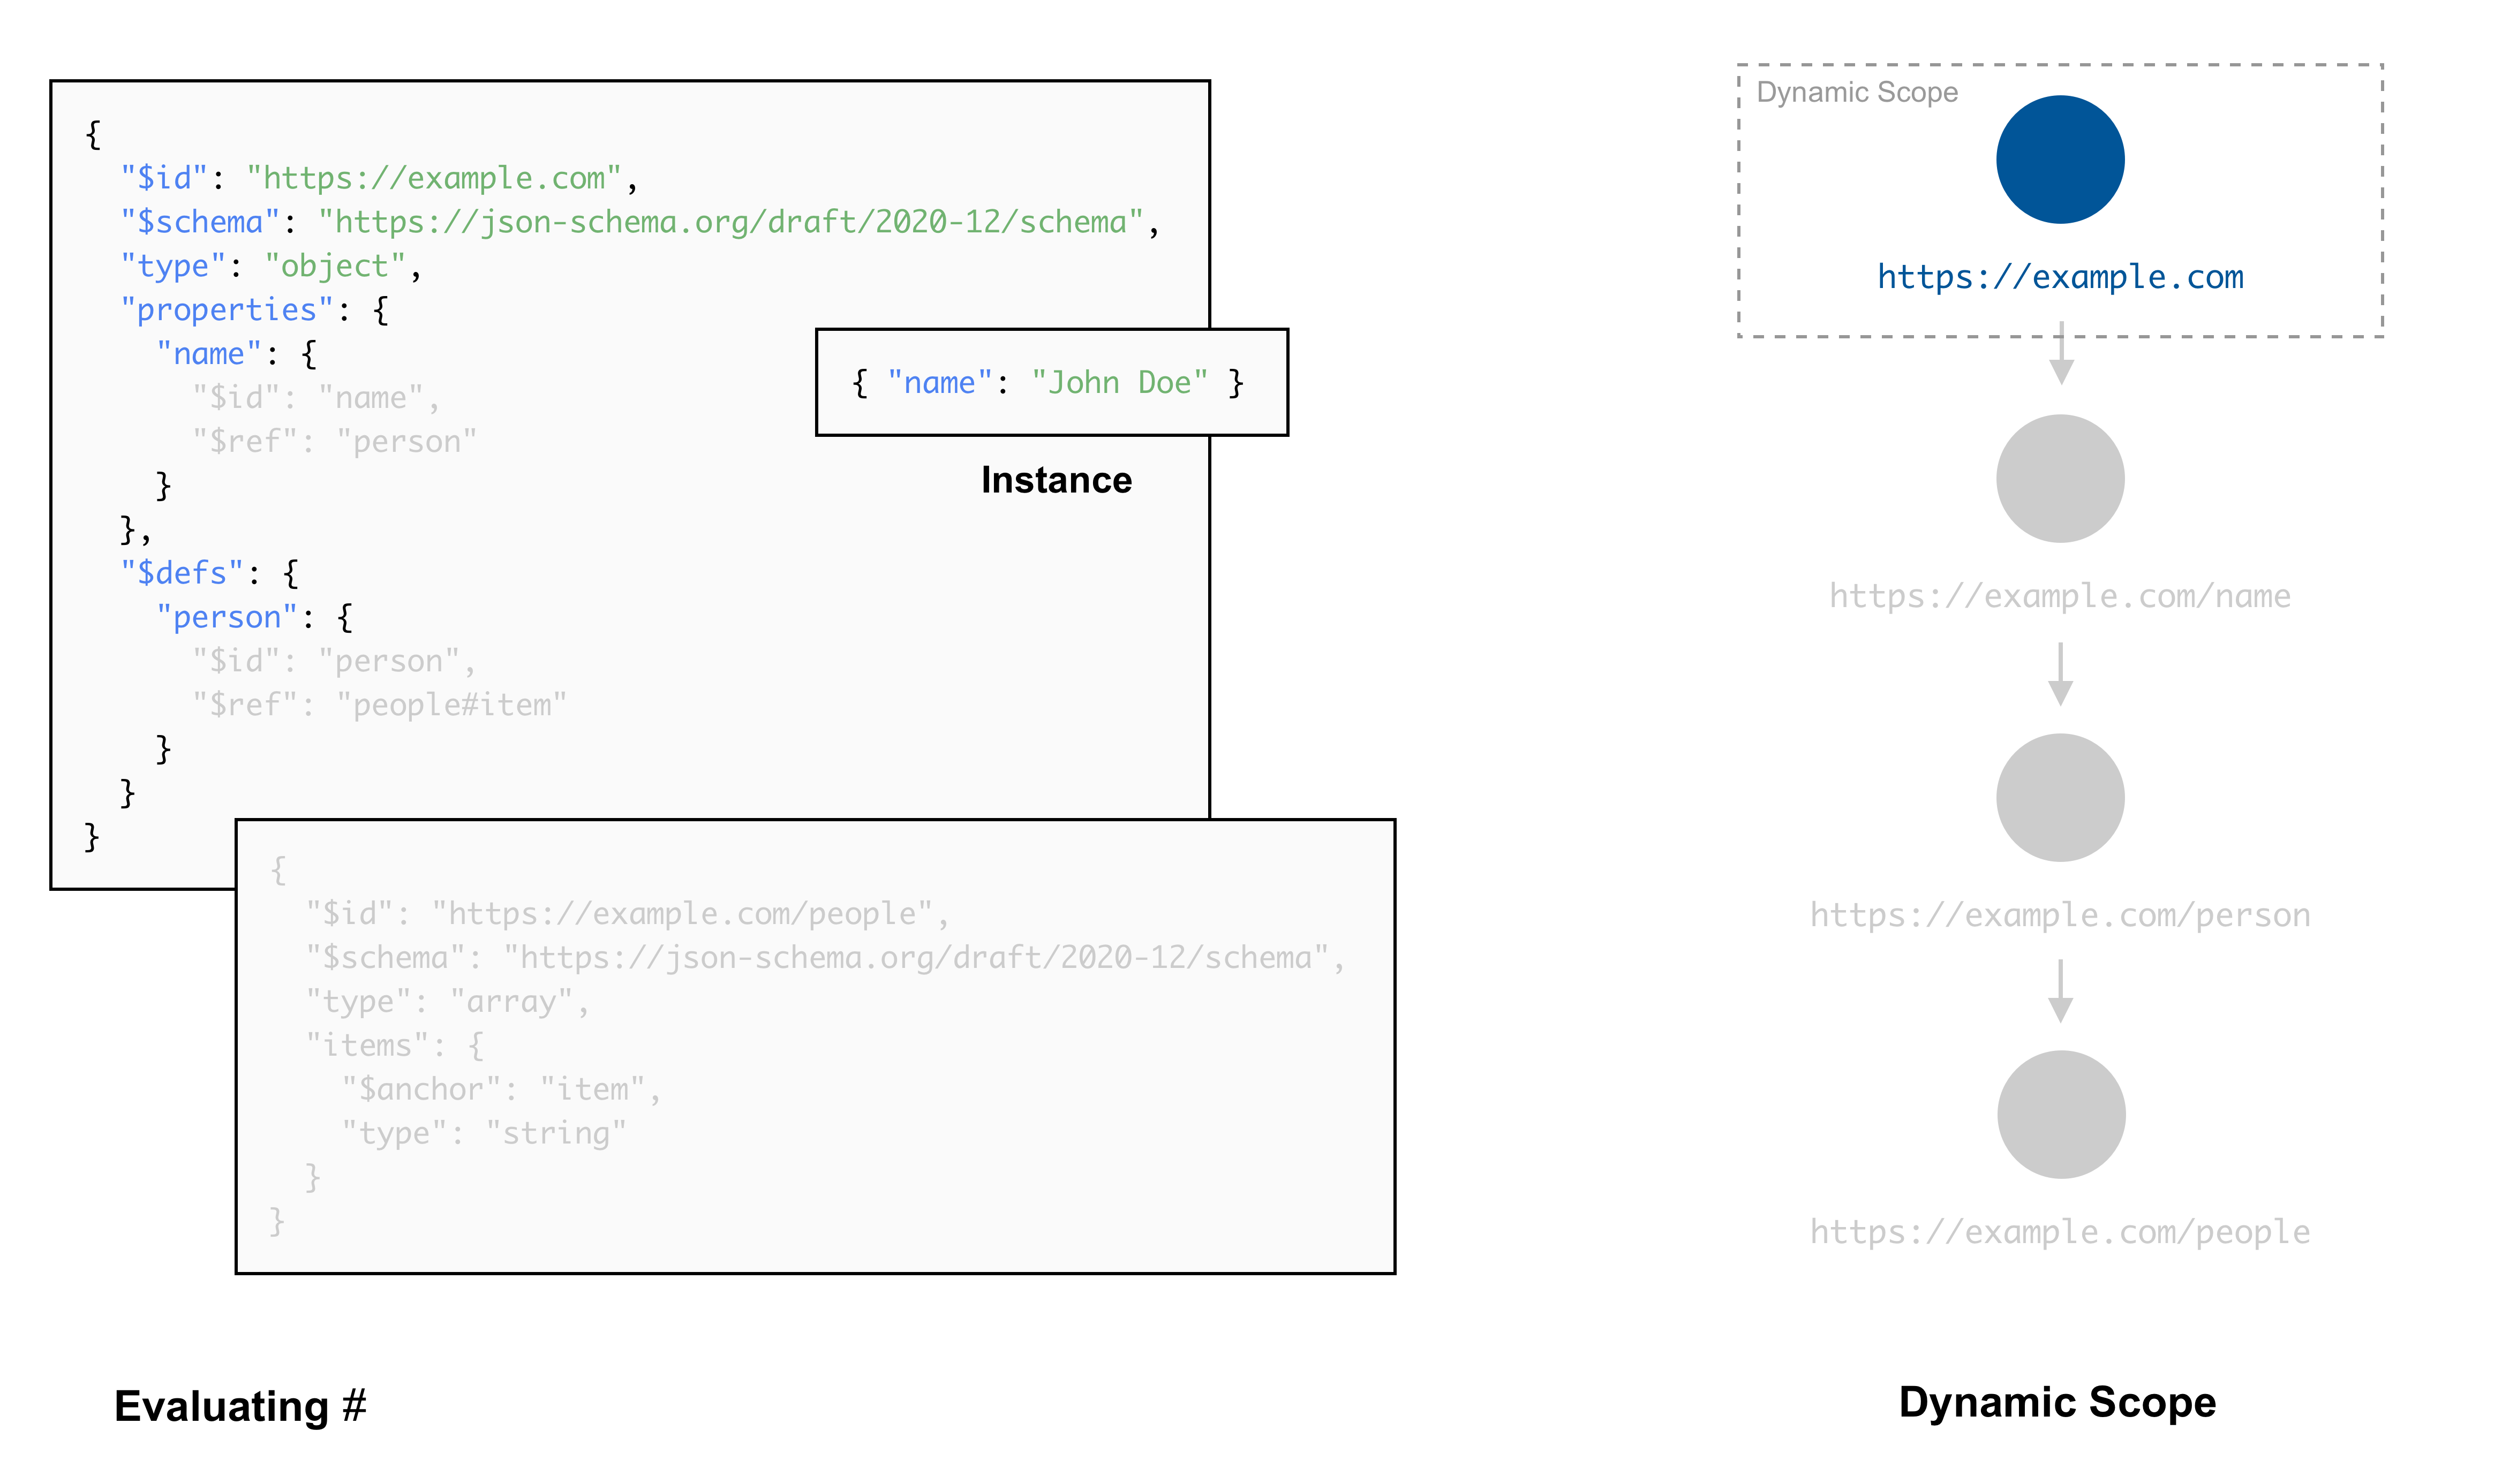 {
  "$id": "https://example.com",
  "$schema": "https://json-schema.org/draft/2020-12/schema",
  "type": "object",
  "properties": {
    "name": {
      "$id": "name",
      "$ref": "person"
    }
  },
  "$defs": {
    "person": {
      "$id": "person",
      "$ref": "people#item"
    }
  }
}
{ "name": "John Doe" }
Instance
{
  "$id": "https://example.com/people",
  "$schema": "https://json-schema.org/draft/2020-12/schema",
  "type": "array",
  "items": {
    "$anchor": "item",
    "type": "string"
  }
}
Evaluating #
Dynamic Scope
https://example.com
https://example.com/name
https://example.com/person
https://example.com/people
Dynamic Scope